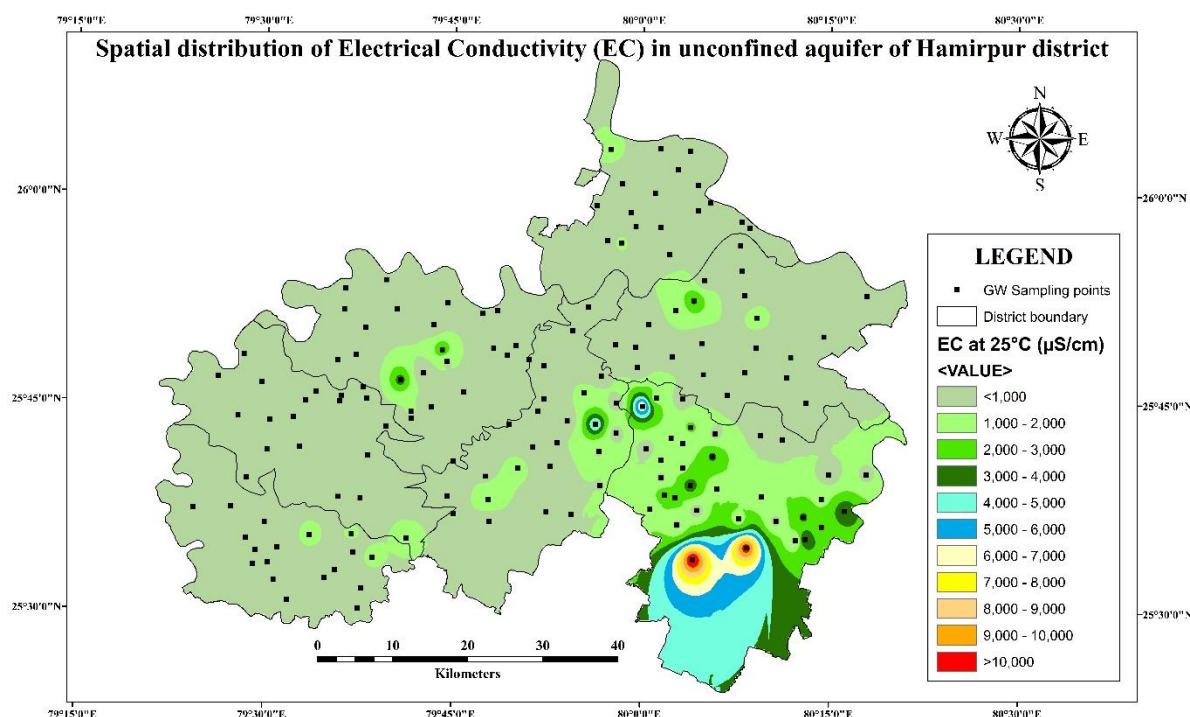 79°15'0"E 79°30'0"E 79°45'0"E 80°0'0"E 80°15'0"E 80°30'0"E
Spatial distribution of Electrical Conductivity (EC) in unconfined aquifer of Hamirpur district
N
W E
S
26°0'0"N 26°0'0"N
LEGEND
GW Sampling points
District boundary
EC at 25°C (µS/cm)
<VALUE>
<1,000
1,000 - 2,000
2,000 - 3,000
3,000 - 4,000
4,000 - 5,000
5,000 - 6,000
6,000 - 7,000
7,000 - 8,000
8,000 - 9,000
9,000 - 10,000
>10,000
25°45'0"N 25°45'0"N
25°30'0"N 25°30'0"N
0 5 10 20 30 40
Kilometers
79°15'0"E 79°30'0"E 79°45'0"E 80°0'0"E 80°15'0"E 80°30'0"E